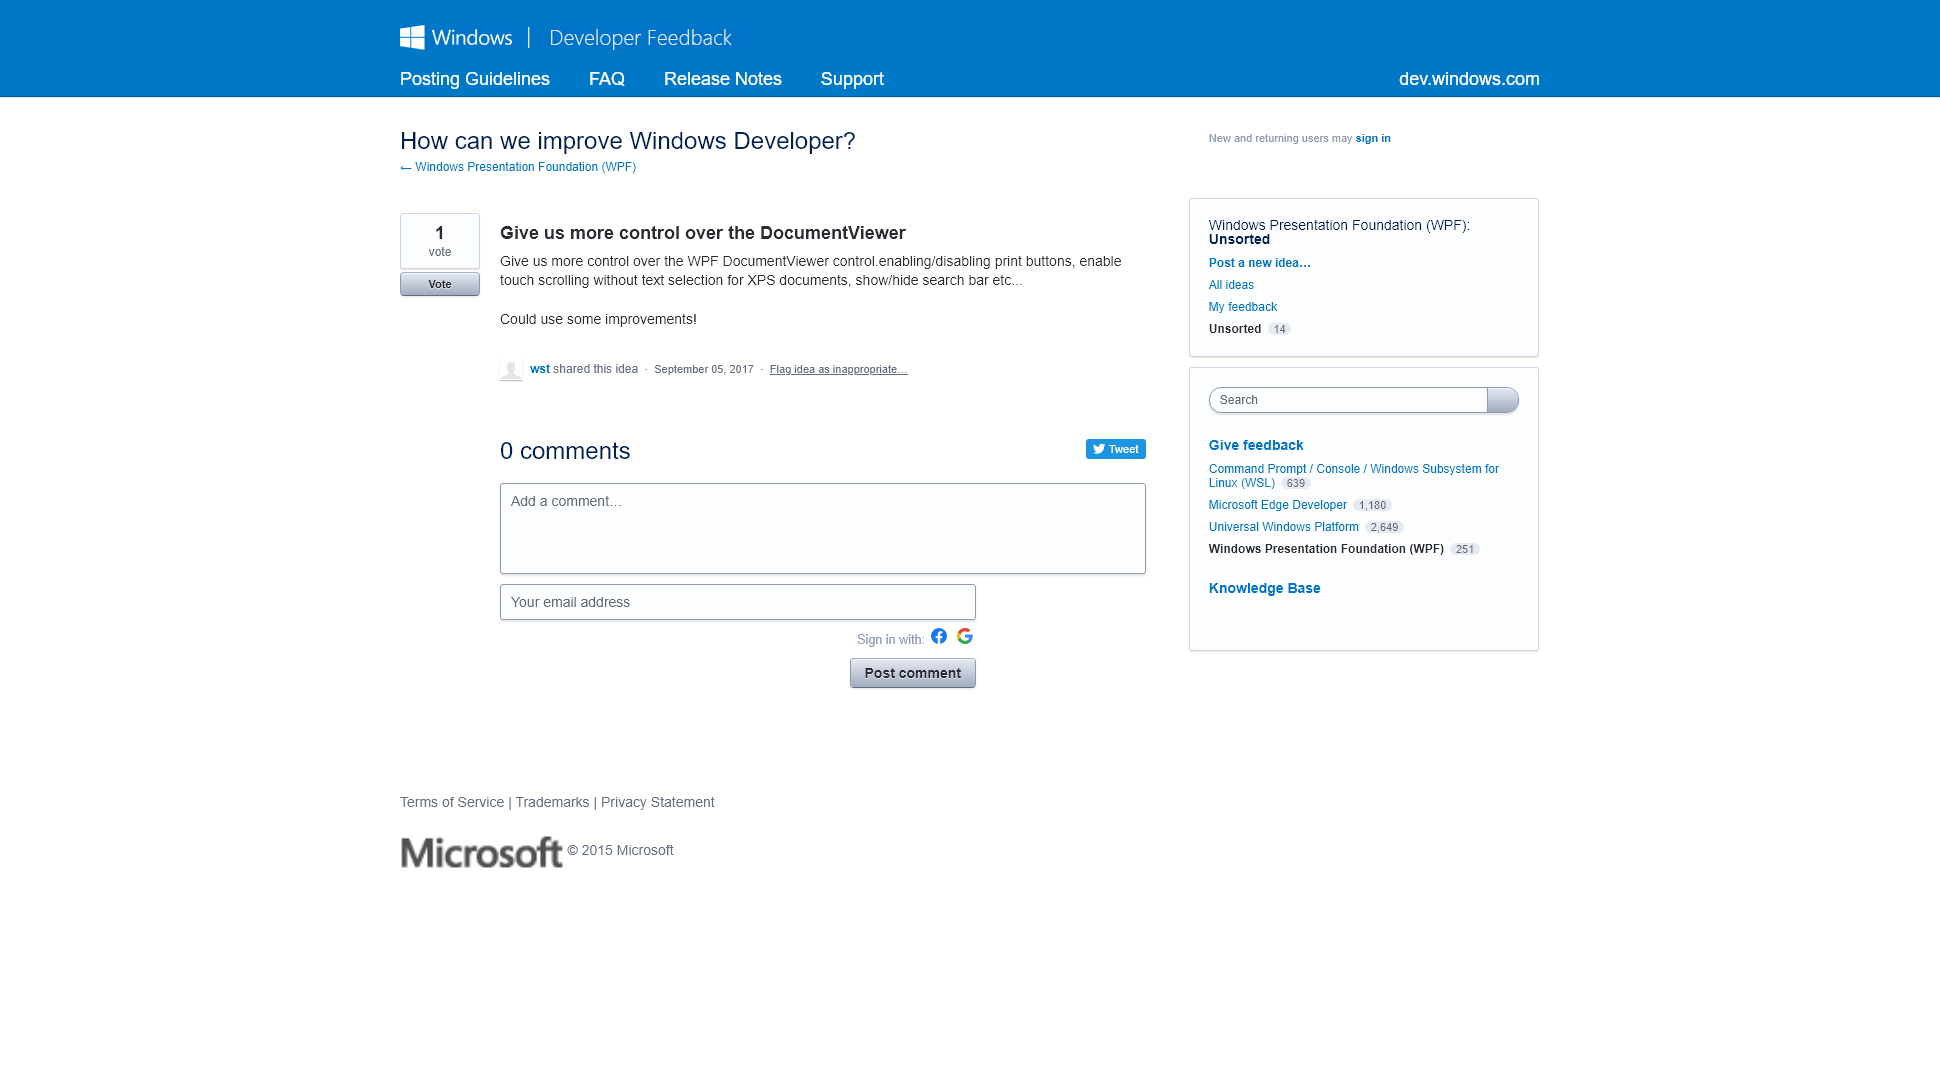 Windows | Developer Feedback
Posting Guidelines FAQ Release Notes Support dev.windows.com
How can we improve Windows Developer?
← Windows Presentation Foundation (WPF)
New and returning users may sign in
1
vote
Vote
Give us more control over the DocumentViewer
Give us more control over the WPF DocumentViewer control.enabling/disabling print buttons, enable
touch scrolling without text selection for XPS documents, show/hide search bar etc...
Could use some improvements!
wst shared this idea · September 05, 2017 · Flag idea as inappropriate…
0 comments
Tweet
Add a comment…
Your email address
Sign in with:
Post comment
Windows Presentation Foundation (WPF):
Unsorted
Post a new idea…
All ideas
My feedback
Unsorted 14
Search
Give feedback
Command Prompt / Console / Windows Subsystem for
Linux (WSL) 639
Microsoft Edge Developer 1,180
Universal Windows Platform 2,649
Windows Presentation Foundation (WPF) 251
Knowledge Base
Terms of Service | Trademarks | Privacy Statement
Microsoft © 2015 Microsoft